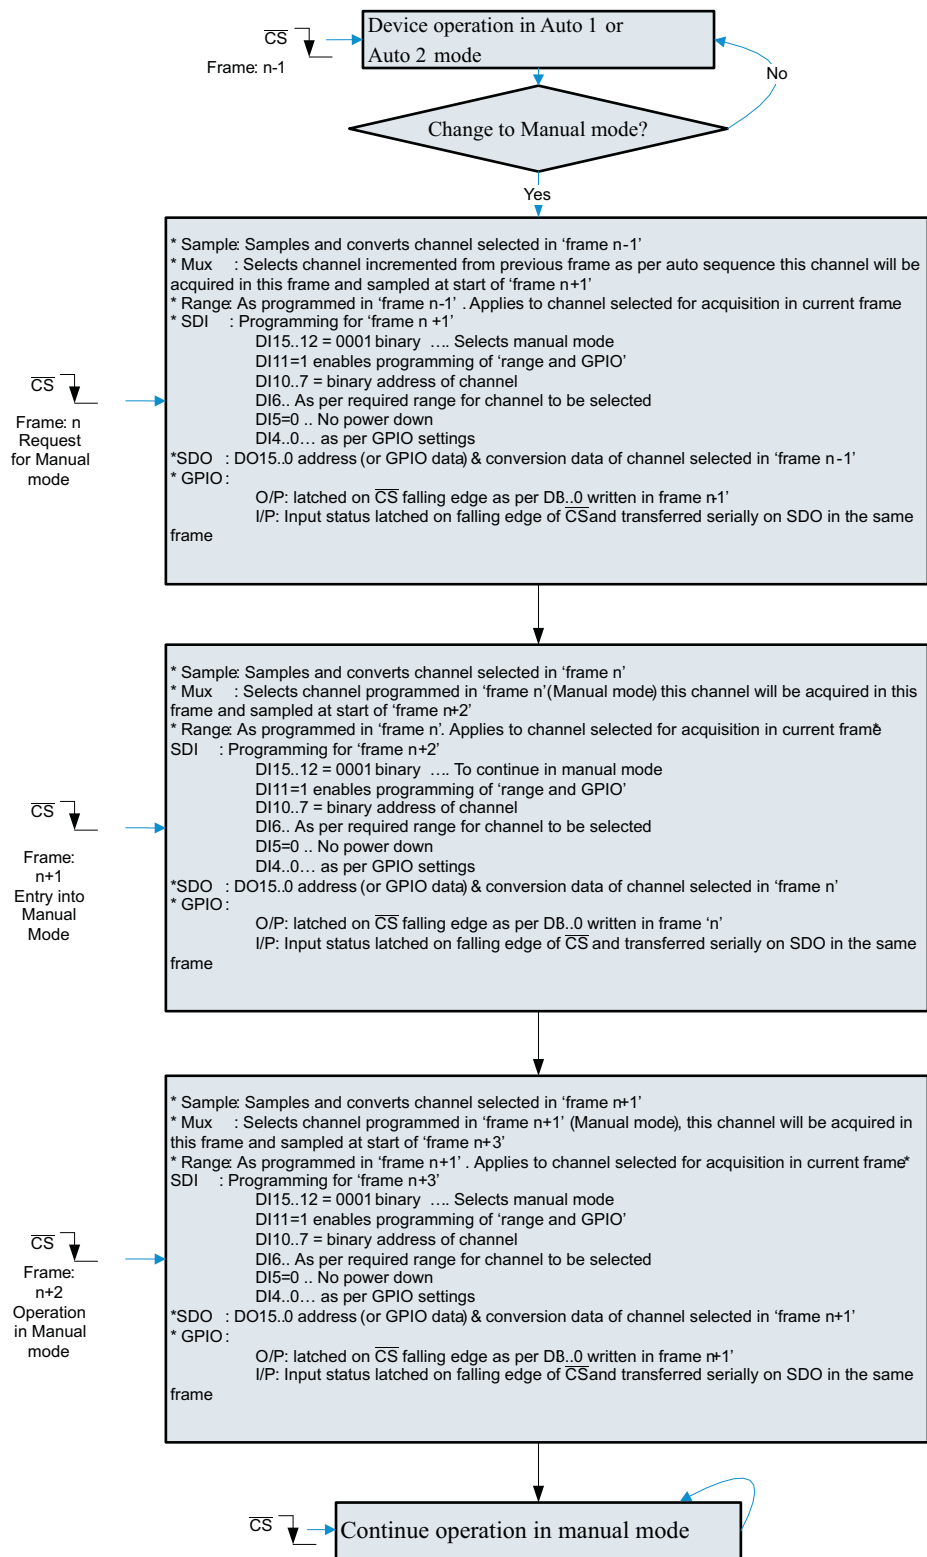 CS
Frame: n-1
Device operation in Auto 1 or
Auto 2 mode
No
Change to Manual mode?
Yes
CS
Frame: n
Request
for Manual
mode
* Sample: Samples and converts channel selected in ‘frame n-1’
* Mux : Selects channel incremented from previous frame as per auto sequence this channel will be
acquired in this frame and sampled at start of ‘frame n+1’
* Range: As programmed in ‘frame n-1’ . Applies to channel selected for acquisition in current frame
* SDI : Programming for ‘frame n +1’
DI15..12 = 0001 binary …. Selects manual mode
DI11=1 enables programming of ‘range and GPIO’
DI10..7 = binary address of channel
DI6.. As per required range for channel to be selected
DI5=0 .. No power down
DI4..0… as per GPIO settings
*SDO : DO15..0 address (or GPIO data) & conversion data of channel selected in ‘frame n-1’
* GPIO :
O/P: latched on CS falling edge as per DB..0 written in frame n-1’
I/P: Input status latched on falling edge of CS and transferred serially on SDO in the same
frame
CS
Frame:
n+1
Entry into
Manual
Mode
* Sample: Samples and converts channel selected in ‘frame n’
* Mux : Selects channel programmed in ‘frame n’(Manual mode) this channel will be acquired in this
frame and sampled at start of ‘frame n+2’
* Range: As programmed in ‘frame n’. Applies to channel selected for acquisition in current frame*
SDI : Programming for ‘frame n+2’
DI15..12 = 0001 binary …. To continue in manual mode
DI11=1 enables programming of ‘range and GPIO’
DI10..7 = binary address of channel
DI6.. As per required range for channel to be selected
DI5=0 .. No power down
DI4..0… as per GPIO settings
*SDO : DO15..0 address (or GPIO data) & conversion data of channel selected in ‘frame n’
* GPIO :
O/P: latched on CS falling edge as per DB..0 written in frame ‘n’
I/P: Input status latched on falling edge of CS and transferred serially on SDO in the same
frame
CS
Frame:
n+2
Operation
in Manual
mode
* Sample: Samples and converts channel selected in ‘frame n+1’
* Mux : Selects channel programmed in ‘frame n+1’ (Manual mode), this channel will be acquired in
this frame and sampled at start of ‘frame n+3’
* Range: As programmed in ‘frame n+1’ . Applies to channel selected for acquisition in current frame*
SDI : Programming for ‘frame n+3’
DI15..12 = 0001 binary …. Selects manual mode
DI11=1 enables programming of ‘range and GPIO’
DI10..7 = binary address of channel
DI6.. As per required range for channel to be selected
DI5=0 .. No power down
DI4..0… as per GPIO settings
*SDO : DO15..0 address (or GPIO data) & conversion data of channel selected in ‘frame n+1’
* GPIO :
O/P: latched on CS falling edge as per DB..0 written in frame n+1’
I/P: Input status latched on falling edge of CS and transferred serially on SDO in the same
frame
CS
Continue operation in manual mode